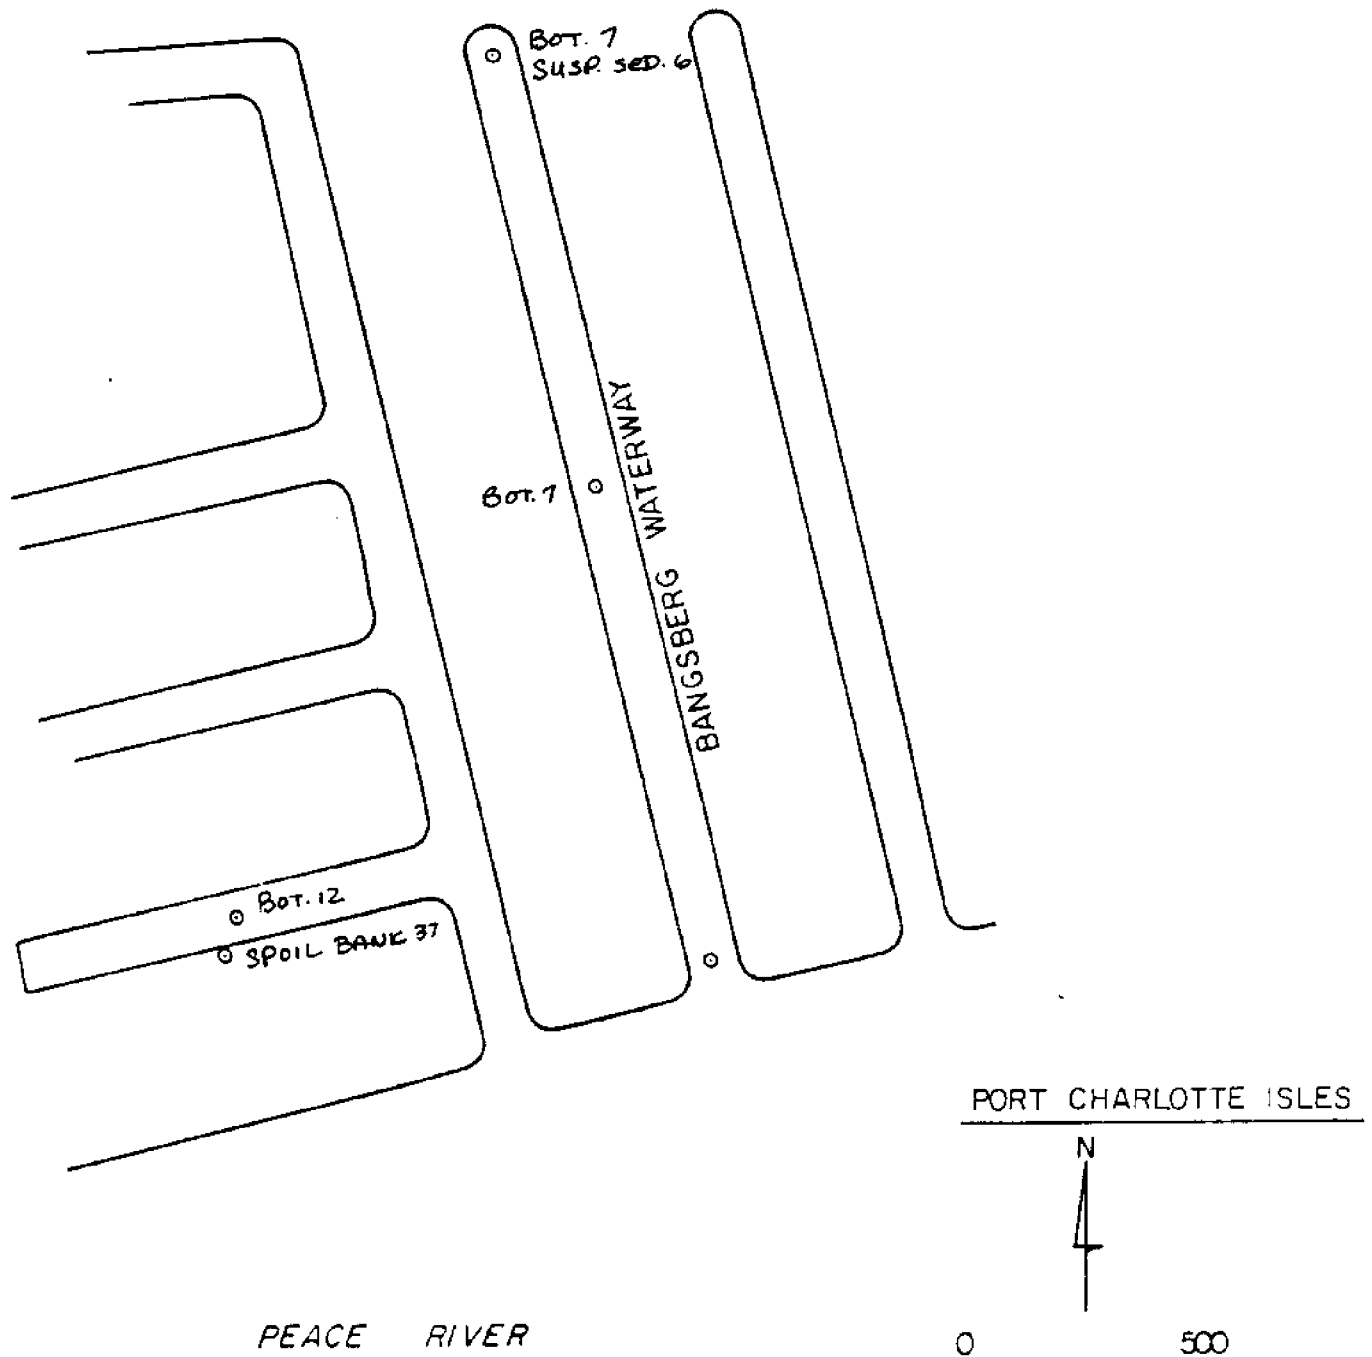 BOT. 7
SUSP. SED. 6
BOT. 7
BANGSBERG WATERWAY
BOT. 12
SPOIL BANK 37
PORT CHARLOTTE ISLES
N
PEACE RIVER
0 500